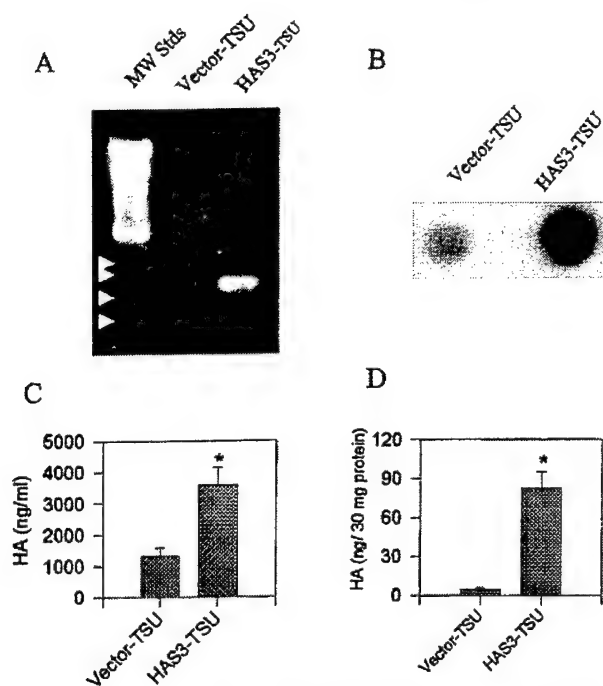 A
MW Stds
Vector-TSU
HAS3-TSU
B
Vector-TSU
HAS3-TSU
C
HA (ng/ml)
5000
4000
3000
2000
1000
0
*
Vector-TSU
HAS3-TSU
D
HA (ng/ 30 mg protein)
120
90
60
30
0
*
Vector-TSU
HAS3-TSU